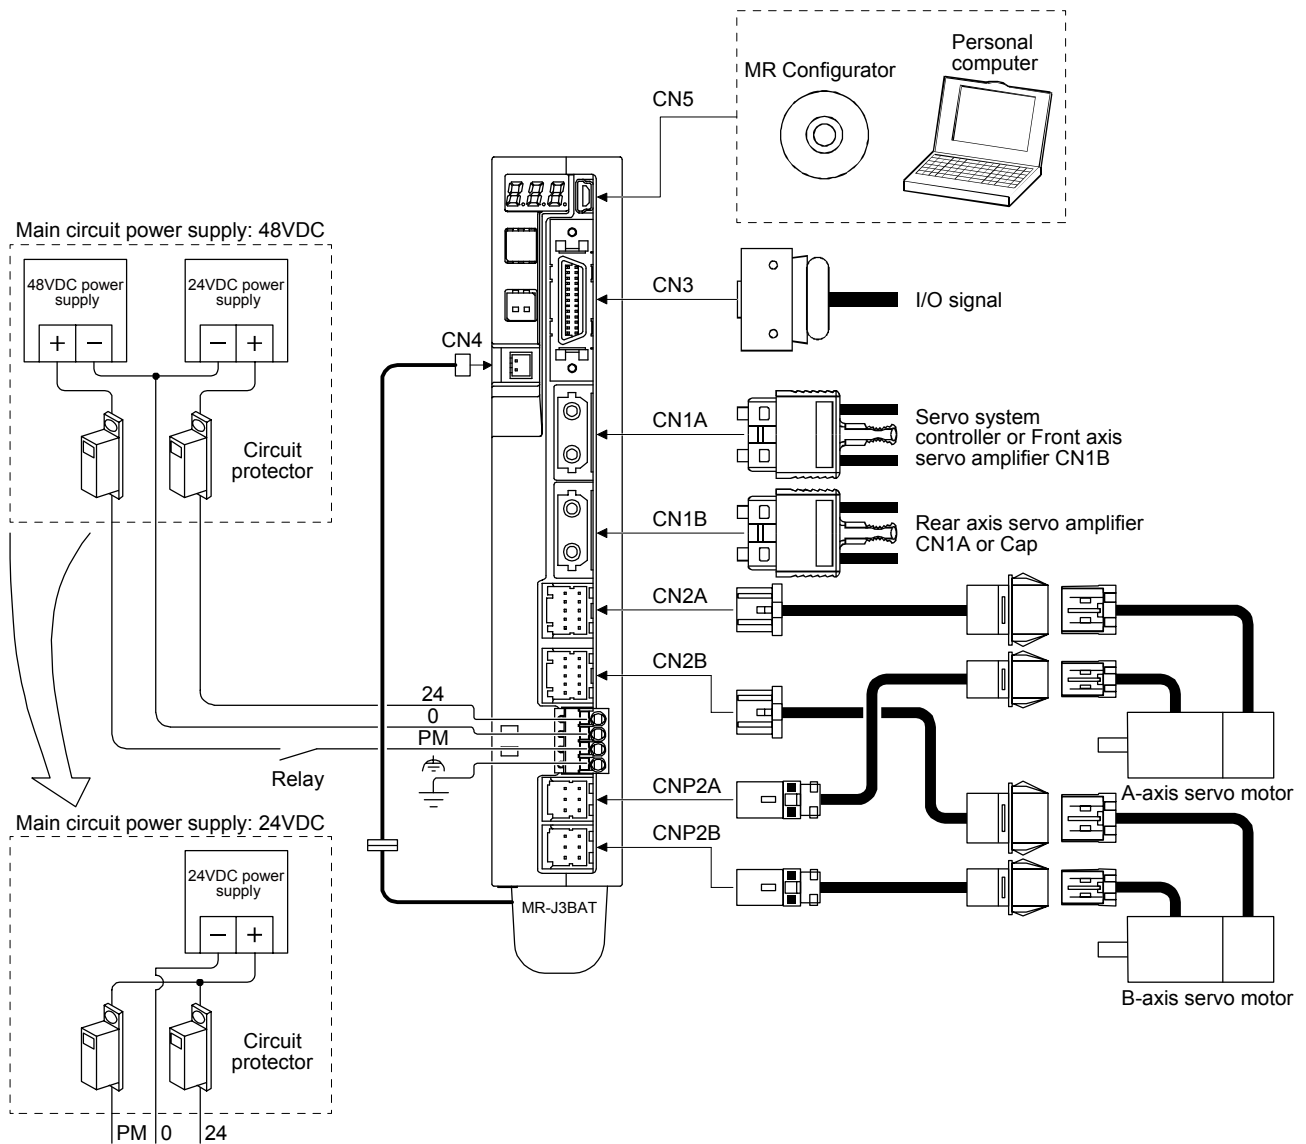 Personal
computer
MR Configurator
CN5
Main circuit power supply: 48VDC
48VDC power
supply
+ −
24VDC power
supply
− +
Circuit
protector
8.8.8.
CN3
I/O signal
CN4
CN1A
Servo system
controller or Front axis
servo amplifier CN1B
CN1B
Rear axis servo amplifier
CN1A or Cap
CN2A
CN2B
24
0
PM
Relay
CNP2A
A-axis servo motor
CNP2B
MR-J3BAT
B-axis servo motor
Main circuit power supply: 24VDC
24VDC power
supply
− +
Circuit
protector
PM 0 24